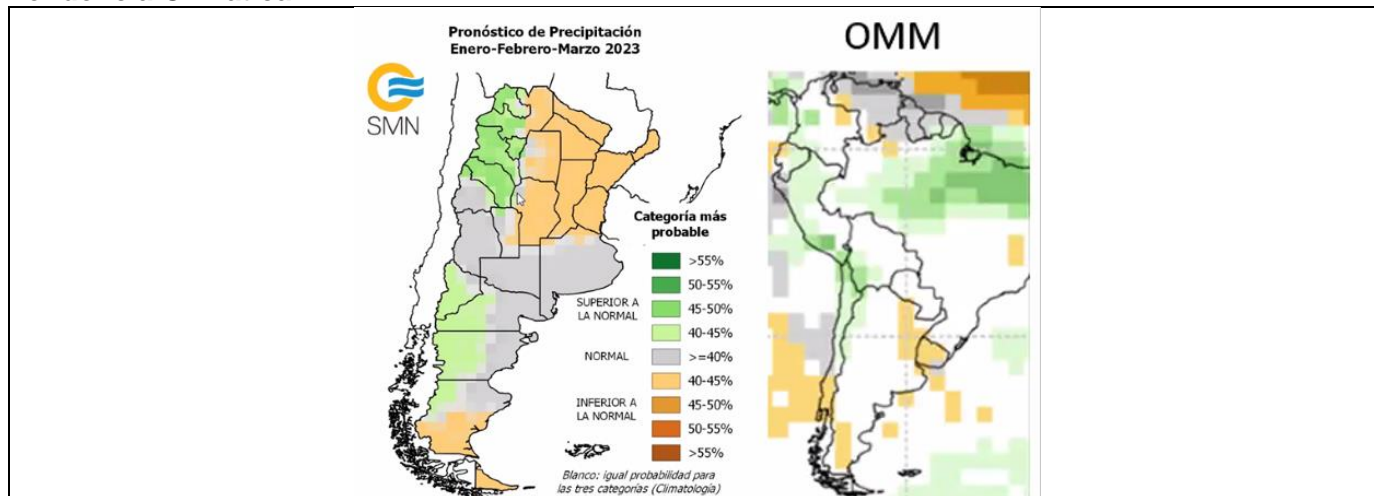 Pronóstico de Precipitación
Enero-Febrero-Marzo 2023
SMN
Categoría más
probable
>55%
50-55%
SUPERIOR A
LA NORMAL
45-50%
40-45%
NORMAL
>=40%
40-45%
INFERIOR A
LA NORMAL
45-50%
50-55%
>55%
Blanco: igual probabilidad para
las tres categorías (Climatología)
OMM